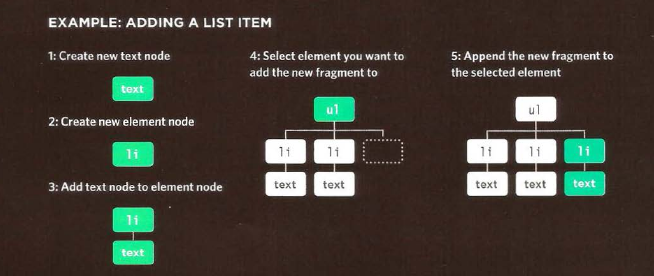 EXAMPLE: ADDING A LIST ITEM
1: Create new text node
text
2: Create new element node
li
3: Add text node to element node
li
text
4: Select element you want to
add the new fragment to
ul
li li
text text
5: Append the new fragment to
the selected element
ul
li li li
text text text